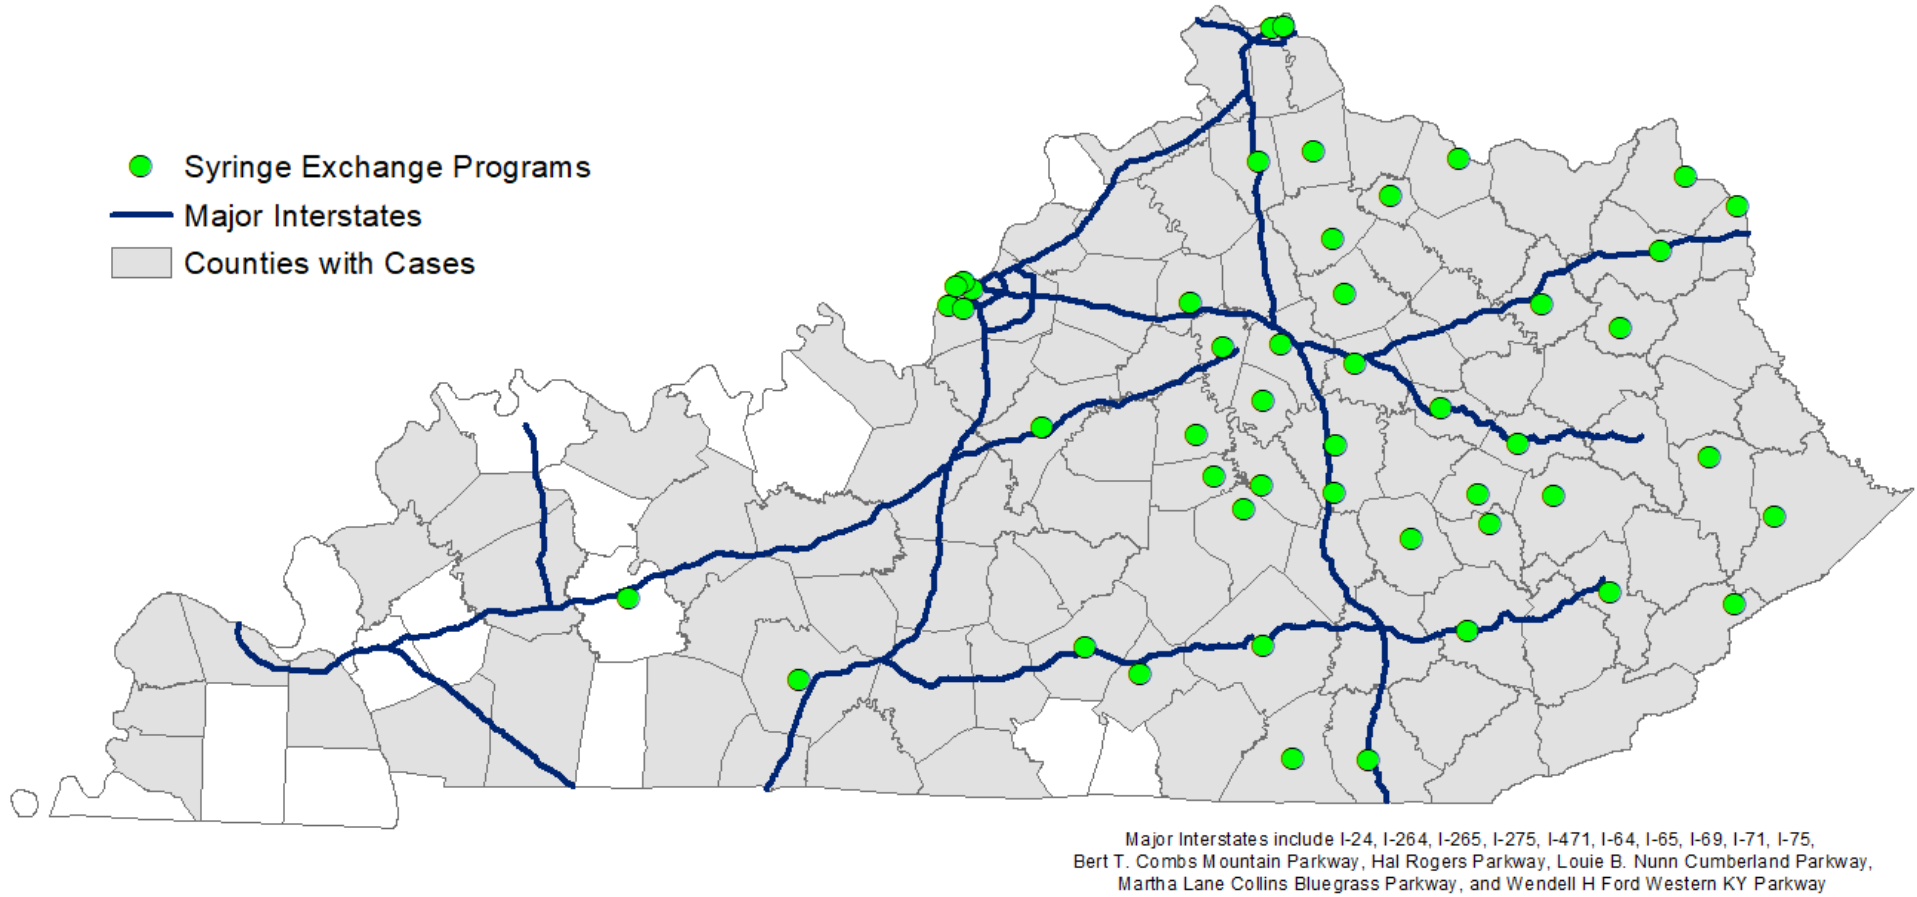 Syringe Exchange Programs
Major Interstates
Counties with Cases
Major Interstates include I-24, I-264, I-265, I-275, I-471, I-64, I-65, I-69, I-71, I-75,
Bert T. Combs Mountain Parkway, Hal Rogers Parkway, Louie B. Nunn Cumberland Parkway,
Martha Lane Collins Bluegrass Parkway, and Wendell H Ford Western KY Parkway